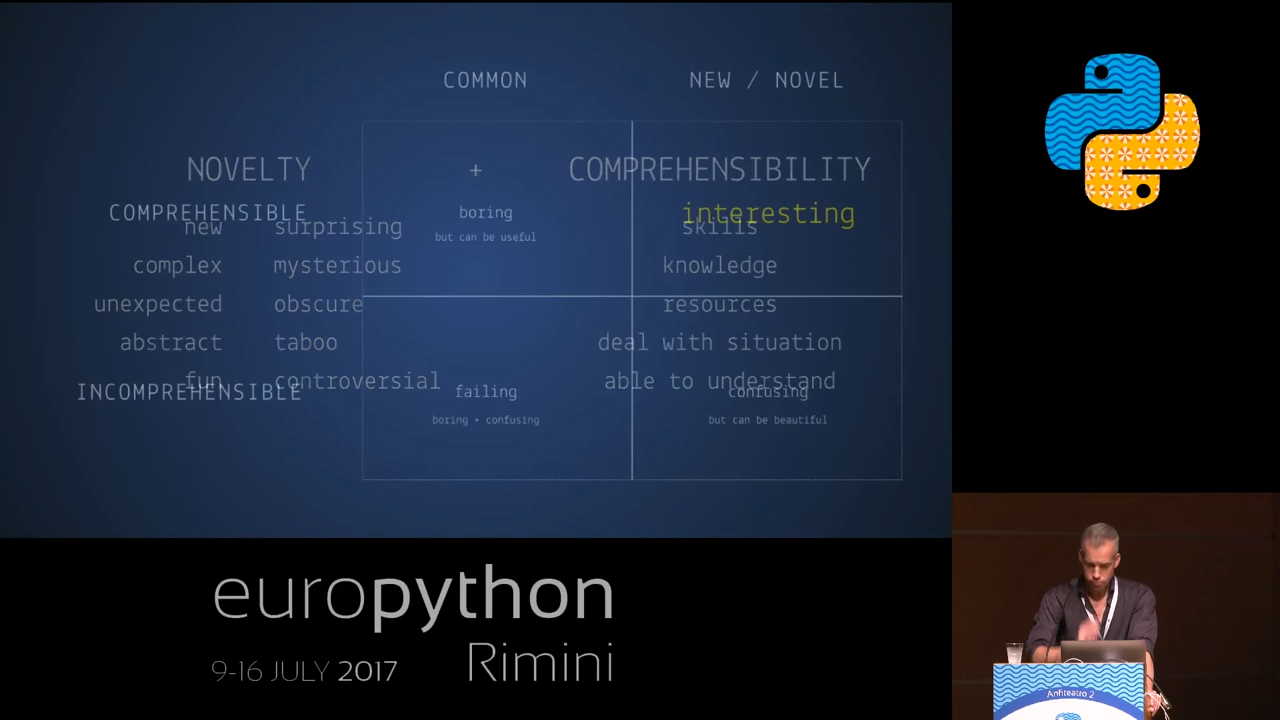 COMMON NEW / NOVEL
NOVELTY + COMPREHENSIBILITY
COMPREHENSIBLE boring interesting
new surprising skills
but can be useful
complex mysterious knowledge
unexpected obscure resources
abstract taboo deal with situation
fun controversial able to understand
INCOMPREHENSIBLE failing confusing
boring + confusing but can be beautiful
europython
9-16 JULY 2017 Rimini
Anfiteatro 2